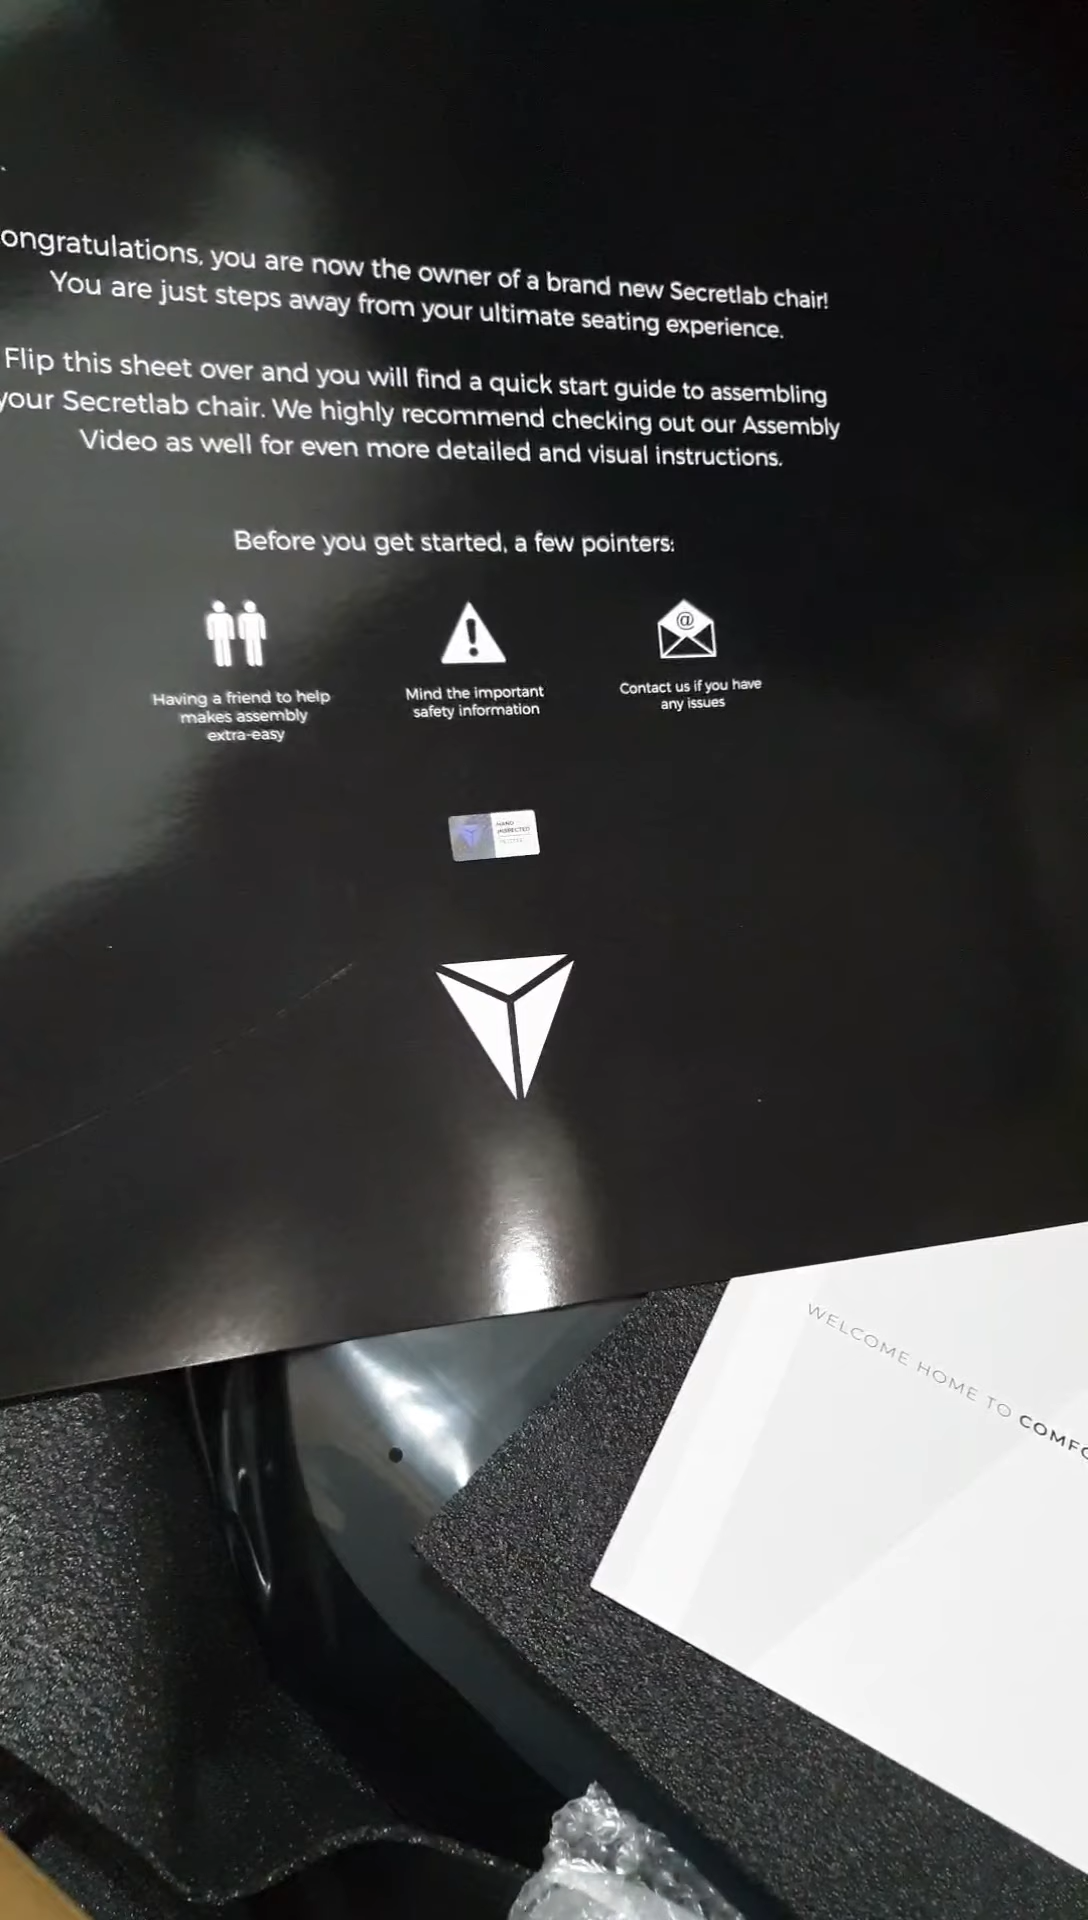 ongratulations, you are now the owner of a brand new Secretlab chair!
You are just steps away from your ultimate seating experience.
Flip this sheet over and you will find a quick start guide to assembling
your Secretlab chair. We highly recommend checking out our Assembly
Video as well for even more detailed and visual instructions.
Before you get started, a few pointers:
Having a friend to help
makes assembly
extra-easy
Mind the important
safety information
@
Contact us if you have
any issues
HAND
INSPECTED
WELCOME HOME TO COMFO